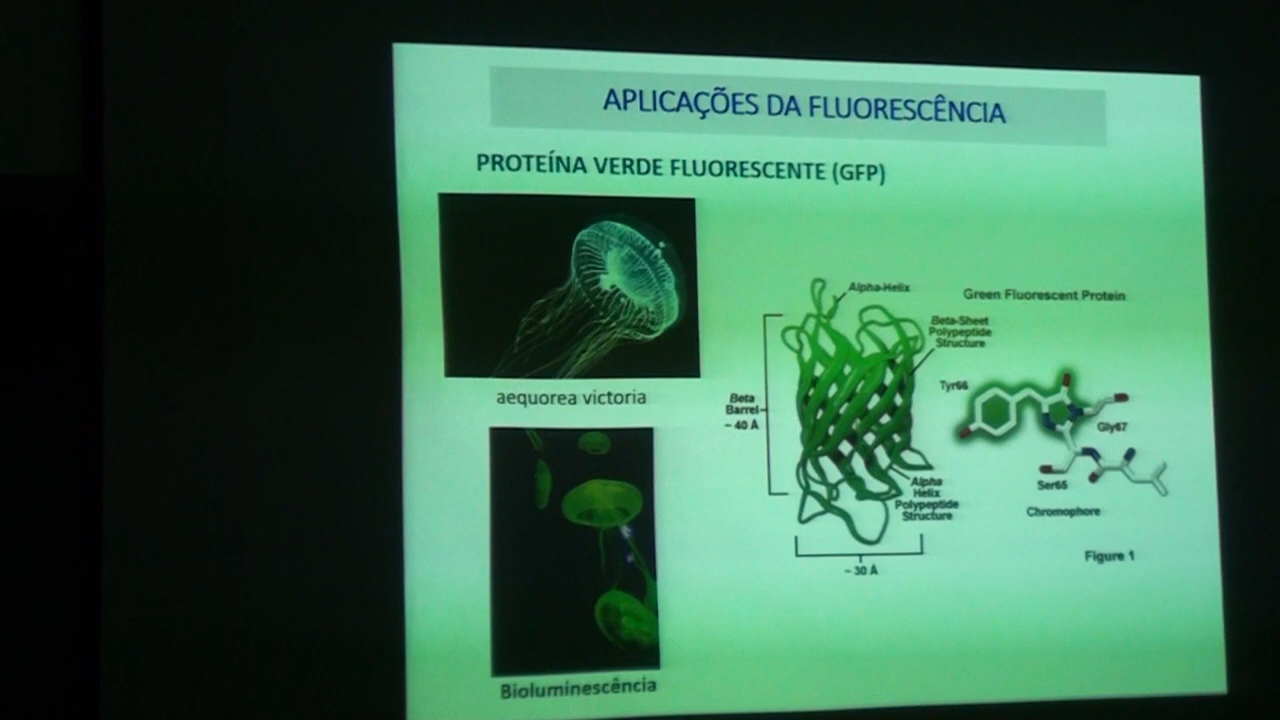 APLICAÇÕES DA FLUORESCÊNCIA
PROTEÍNA VERDE FLUORESCENTE (GFP)
aequorea victoria
Bioluminescência
Alpha-Helix
Green Fluorescent Protein
Beta-Sheet
Polypeptide
Structure
Tyr66
Beta
Barrel
~ 40 Å
Gly67
Ser65
Alpha
Helix
Polypeptide
Structure
Chromophore
Figure 1
~ 30 Å